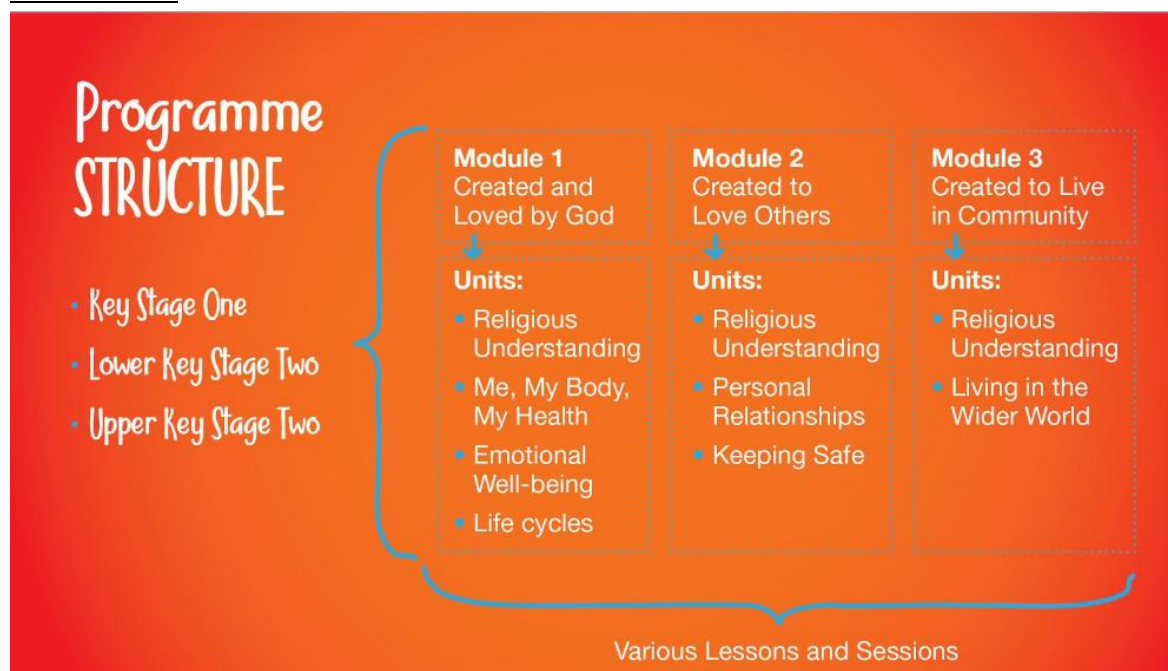 Programme
STRUCTURE
• Key Stage One
• Lower Key Stage Two
• Upper Key Stage Two
Module 1
Created and
Loved by God
Units:
• Religious
Understanding
• Me, My Body,
My Health
• Emotional
Well-being
• Life cycles
Module 2
Created to
Love Others
Units:
• Religious
Understanding
• Personal
Relationships
• Keeping Safe
Module 3
Created to Live
in Community
Units:
• Religious
Understanding
• Living in the
Wider World
Various Lessons and Sessions